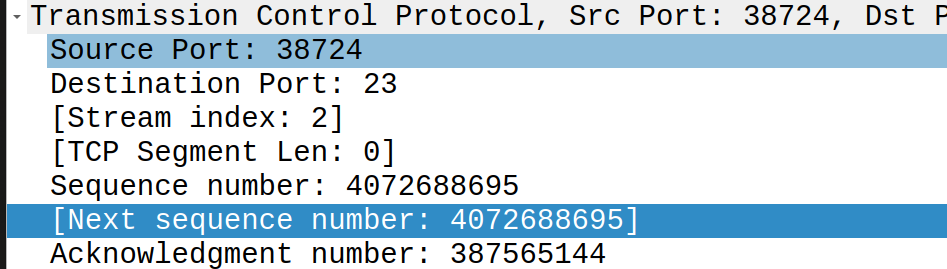 Transmission Control Protocol, Src Port: 38724, Dst P
Source Port: 38724
Destination Port: 23
[Stream index: 2]
[TCP Segment Len: 0]
Sequence number: 4072688695
[Next sequence number: 4072688695]
Acknowledgment number: 387565144